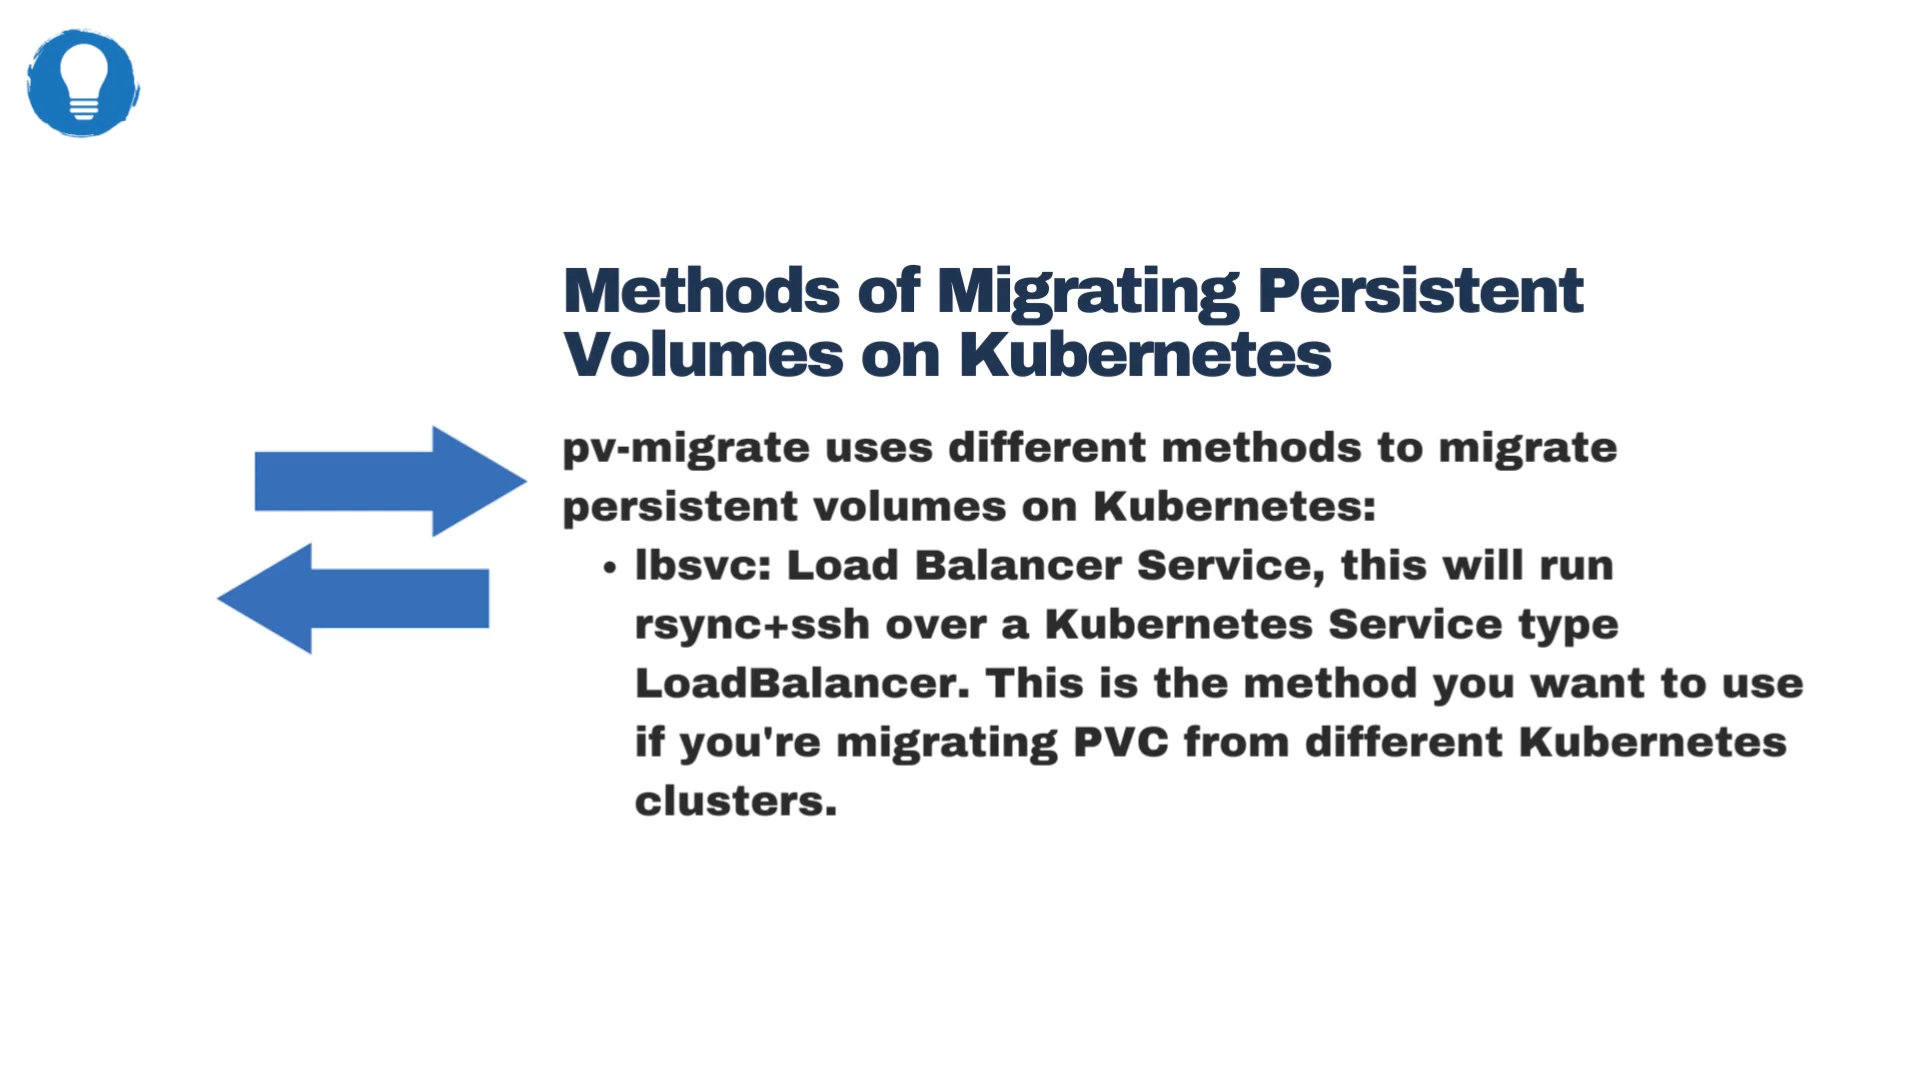 Methods of Migrating Persistent
Volumes on Kubernetes
pv-migrate uses different methods to migrate
persistent volumes on Kubernetes:
• lbsvc: Load Balancer Service, this will run
rsync+ssh over a Kubernetes Service type
LoadBalancer. This is the method you want to use
if you're migrating PVC from different Kubernetes
clusters.